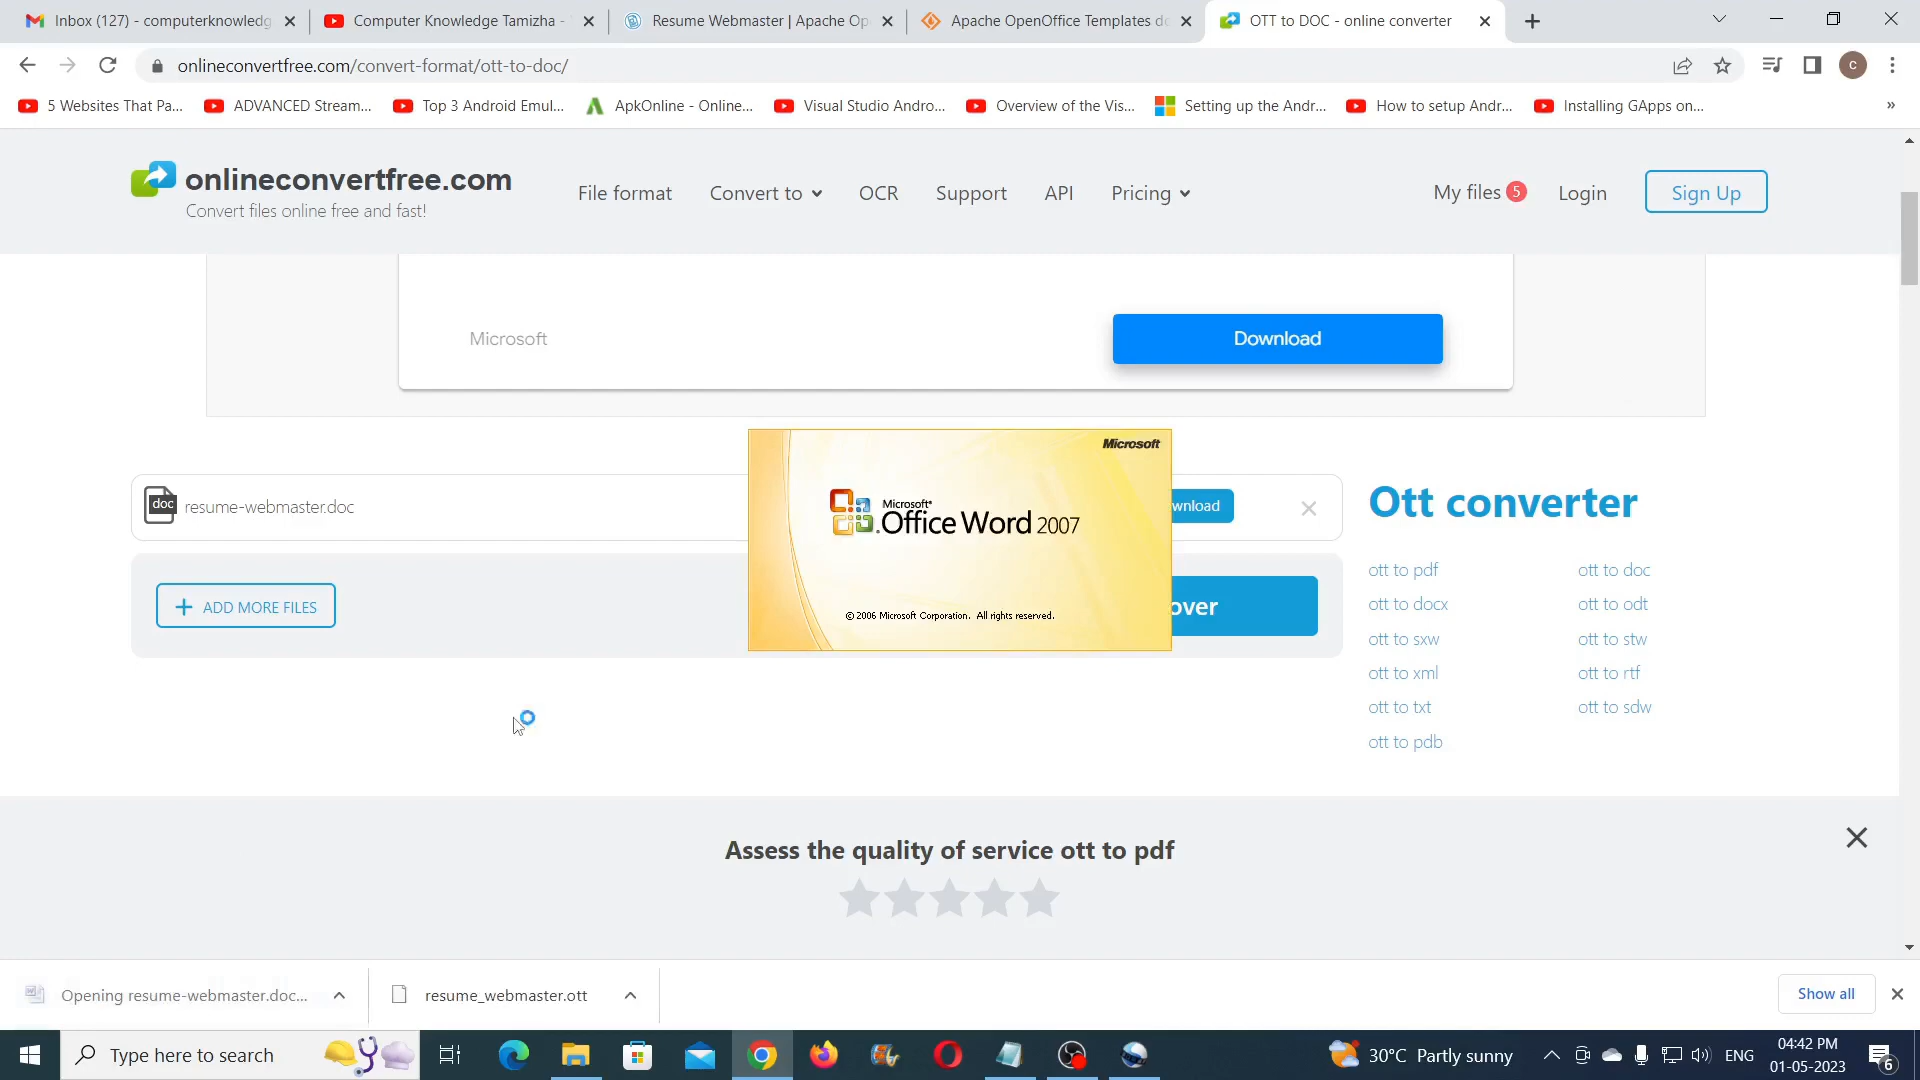 Inbox (127) - computerknowledg
Computer Knowledge Tamizha -
Resume Webmaster | Apache Op
Apache OpenOffice Templates do
OTT to DOC - online converter
onlineconvertfree.com/convert-format/ott-to-doc/
C
5 Websites That Pa...
ADVANCED Stream...
Top 3 Android Emul...
ApkOnline - Online...
Visual Studio Andro...
Overview of the Vis...
Setting up the Andr...
How to setup Andr...
Installing GApps on...
»
onlineconvertfree.com
Convert files online free and fast!
File format
Convert to
OCR
Support
API
Pricing
My files 5
Login
Sign Up
Microsoft
Download
doc
resume-webmaster.doc
wnload
ADD MORE FILES
over
Microsoft
Microsoft®
Office Word 2007
© 2006 Microsoft Corporation. All rights reserved.
Ott converter
ott to pdf
ott to doc
ott to docx
ott to odt
ott to sxw
ott to stw
ott to xml
ott to rtf
ott to txt
ott to sdw
ott to pdb
Assess the quality of service ott to pdf
Opening resume-webmaster.doc...
resume_webmaster.ott
Show all
Type here to search
30°C Partly sunny
ENG
04:42 PM
01-05-2023
6